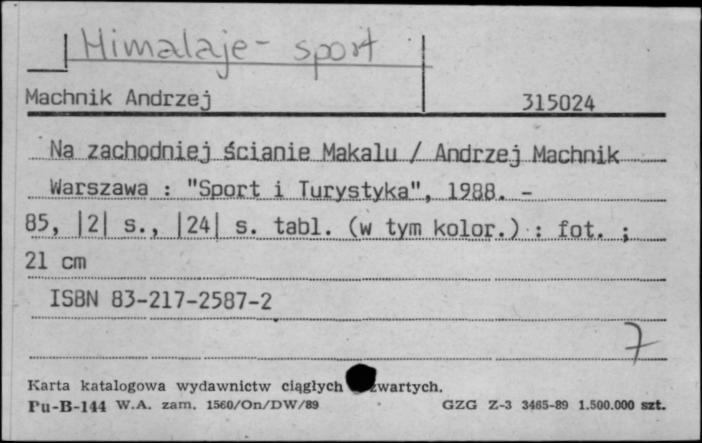 Himalaje - sport
Machnik Andrzej 315024
Na zachodniej ścianie Makalu / Andrzej Machnik
Warszawa : "Sport i Turystyka", 1988. -
85, |2| s., |24| s. tabl. (w tym kolor.) : fot. ;
21 cm
ISBN 83-217-2587-2
7
Karta katalogowa wydawnictw ciągłych zwartych.
Pu-B-144 W.A. zam. 1560/On/DW/89 GZG Z-3 3465-89 1.500.000 szt.